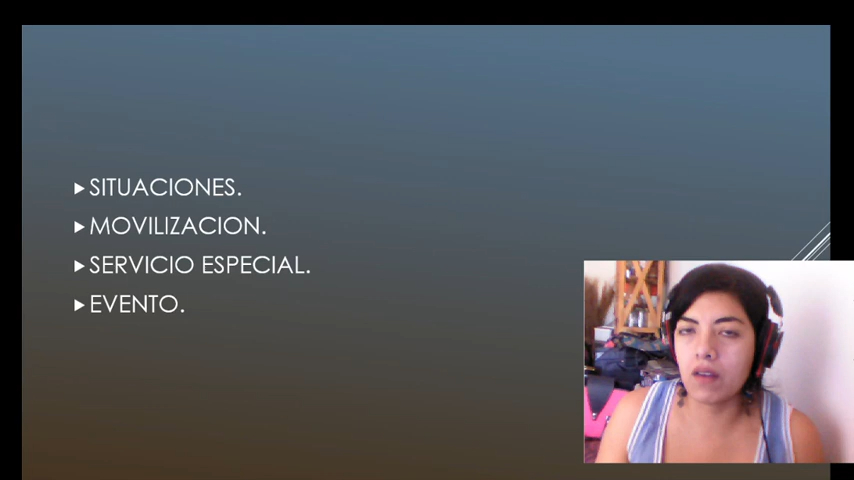 SITUACIONES.
MOVILIZACION.
SERVICIO ESPECIAL.
EVENTO.